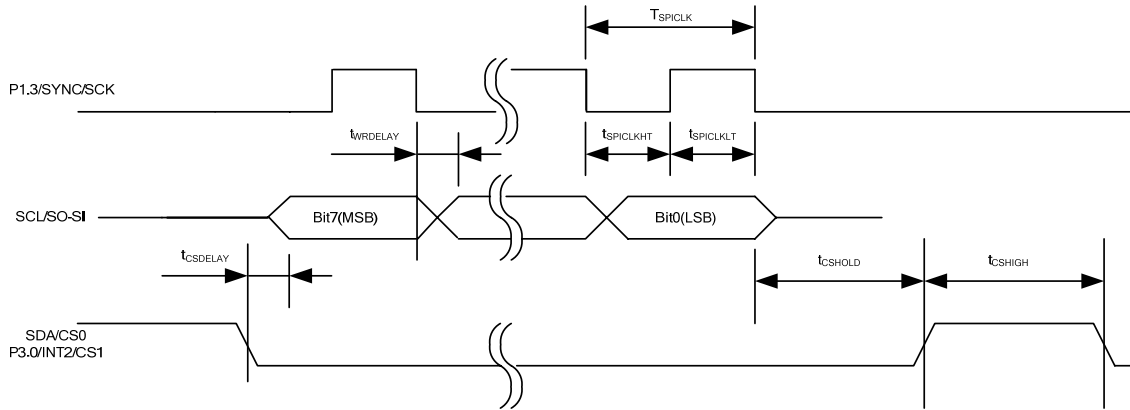 TSPICLK
P1.3/SYNC/SCK
tWRDELAY
tSPICLKHT
tSPICLKLT
SCL/SO-SI
Bit7(MSB)
Bit0(LSB)
tCSDELAY
tCSHOLD
tCSHIGH
SDA/CS0
P3.0/INT2/CS1